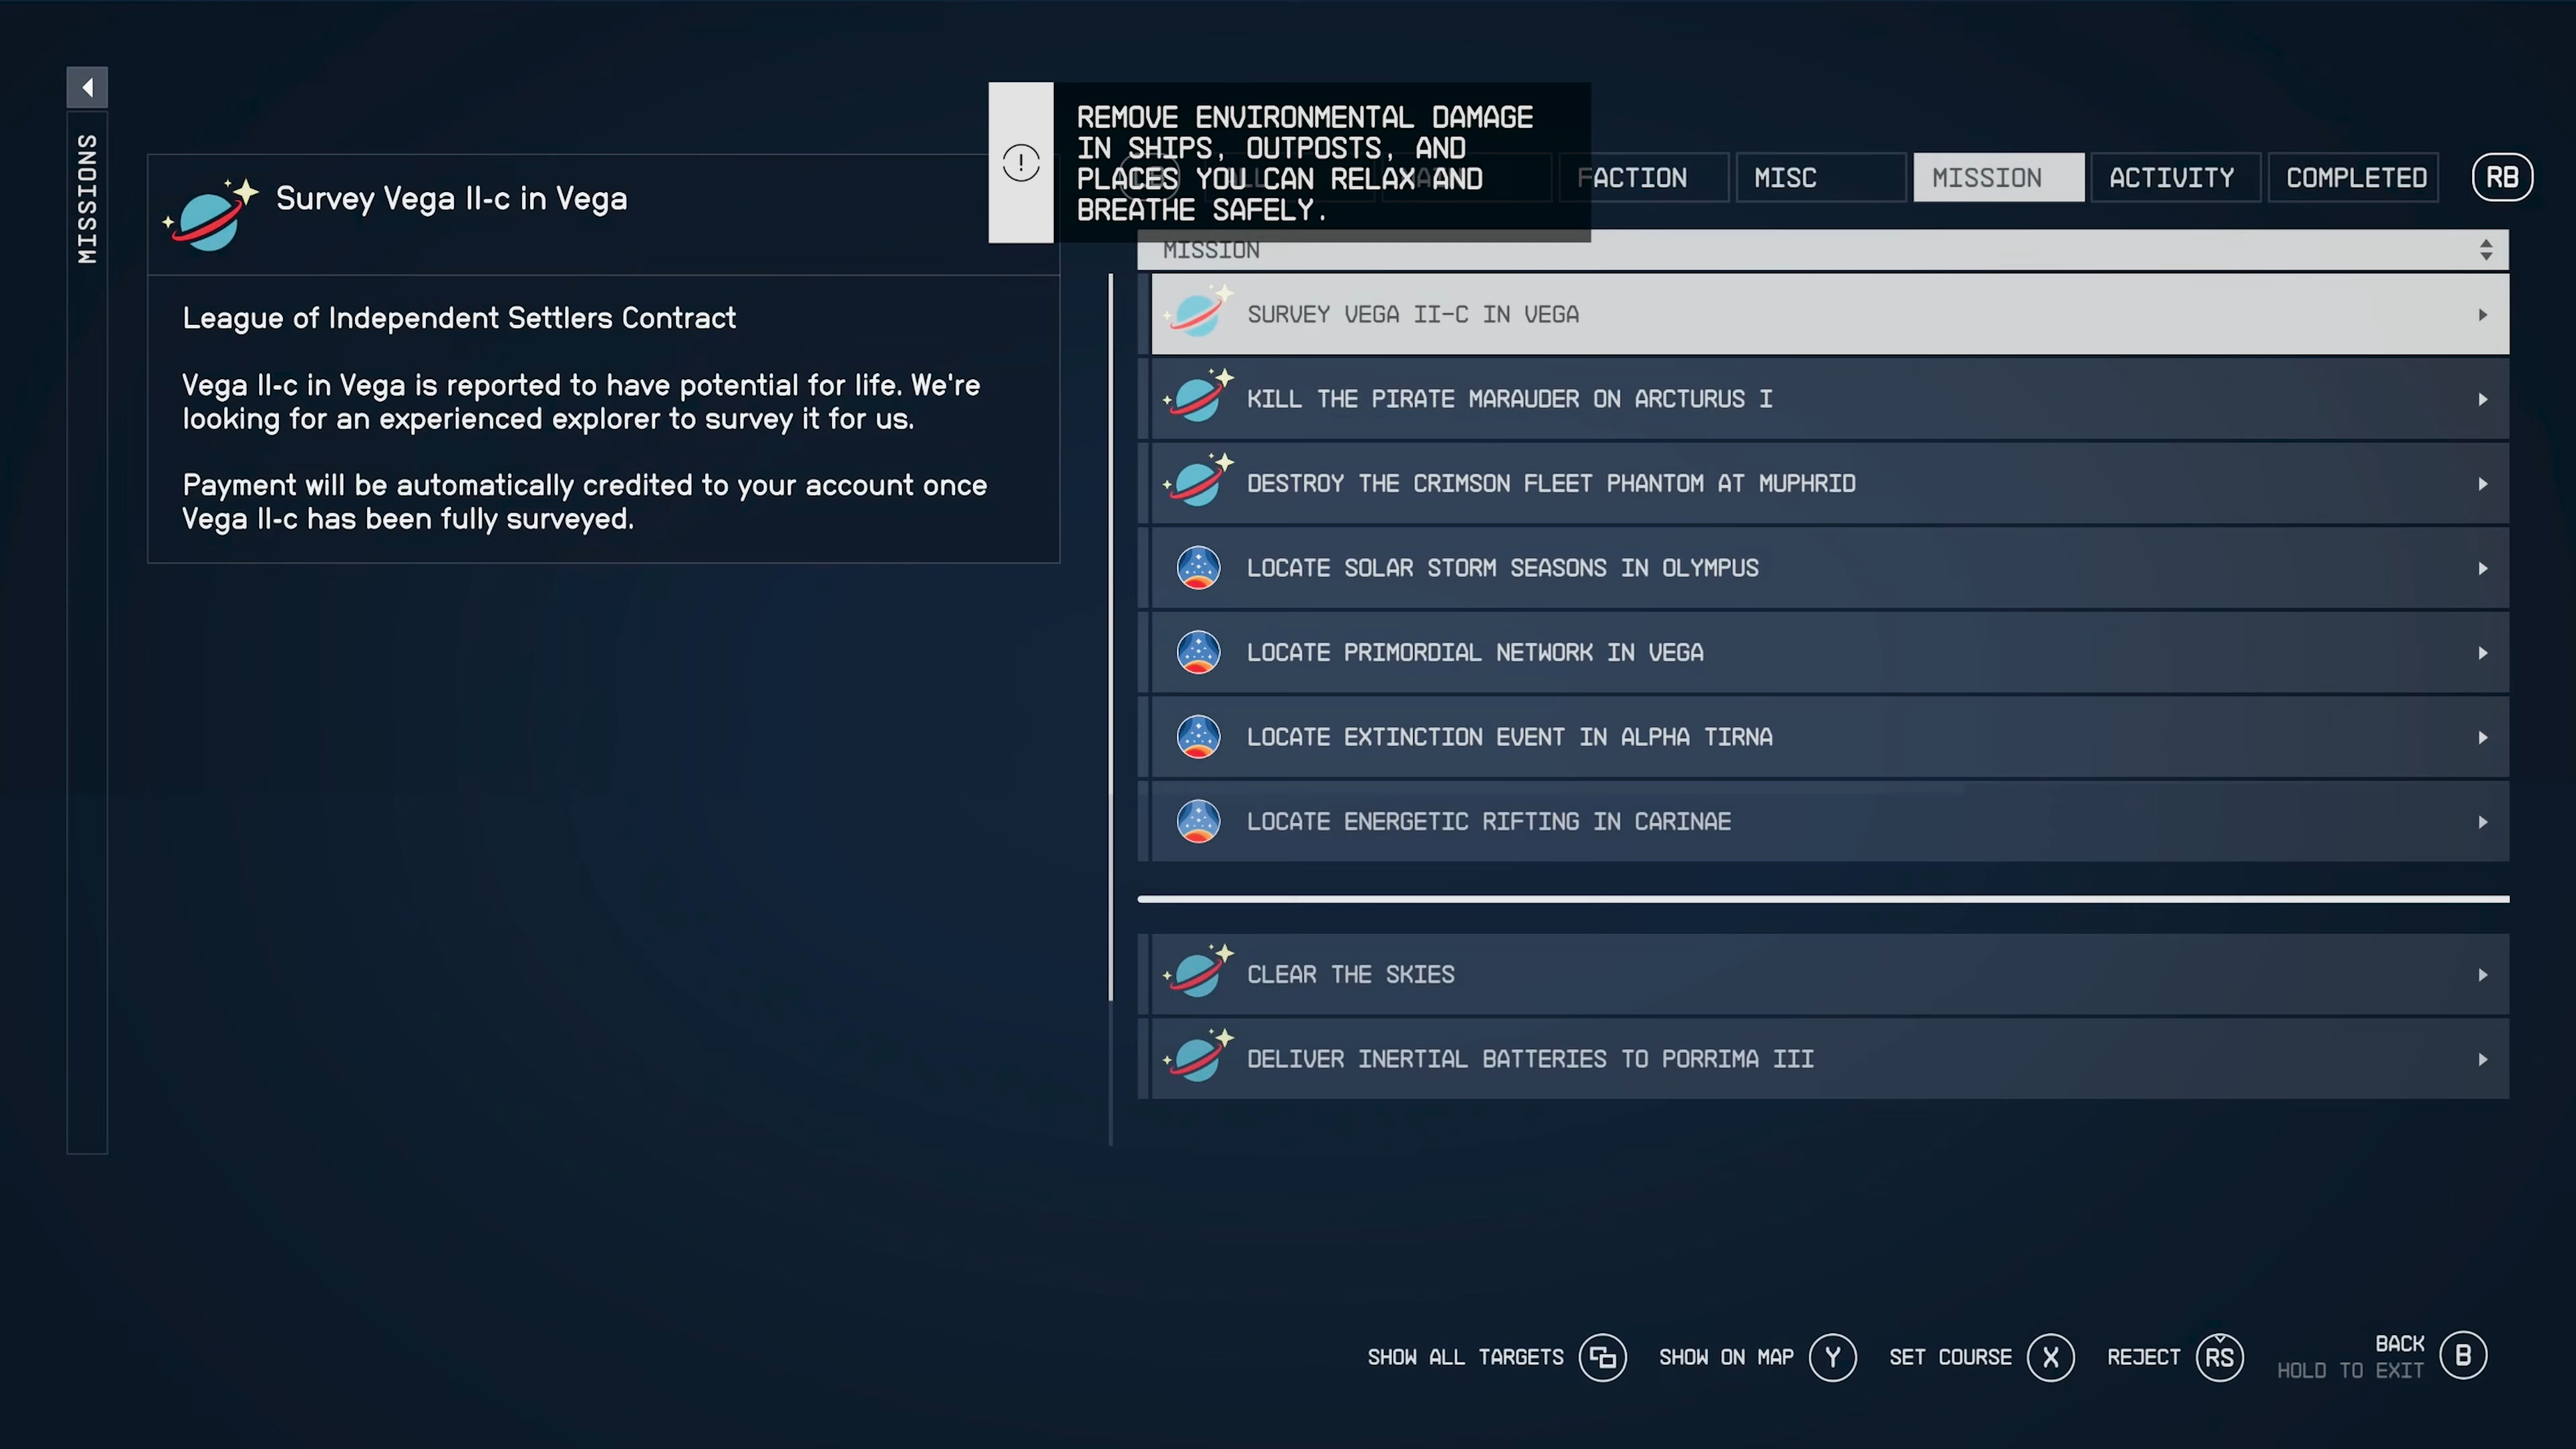 MISSIONS
Survey Vega II-c in Vega
League of Independent Settlers Contract
Vega II-c in Vega is reported to have potential for life. We're
looking for an experienced explorer to survey it for us.
Payment will be automatically credited to your account once
Vega II-c has been fully surveyed.
REMOVE ENVIRONMENTAL DAMAGE
IN SHIPS, OUTPOSTS, AND
PLACES YOU CAN RELAX AND
BREATHE SAFELY.
ALL
FACTION
MISC
MISSION
ACTIVITY
COMPLETED
RB
MISSION
SURVEY VEGA II-C IN VEGA
KILL THE PIRATE MARAUDER ON ARCTURUS I
DESTROY THE CRIMSON FLEET PHANTOM AT MUPHRID
LOCATE SOLAR STORM SEASONS IN OLYMPUS
LOCATE PRIMORDIAL NETWORK IN VEGA
LOCATE EXTINCTION EVENT IN ALPHA TIRNA
LOCATE ENERGETIC RIFTING IN CARINAE
CLEAR THE SKIES
DELIVER INERTIAL BATTERIES TO PORRIMA III
SHOW ALL TARGETS
SHOW ON MAP Y
SET COURSE X
REJECT RS
BACK B
HOLD TO EXIT